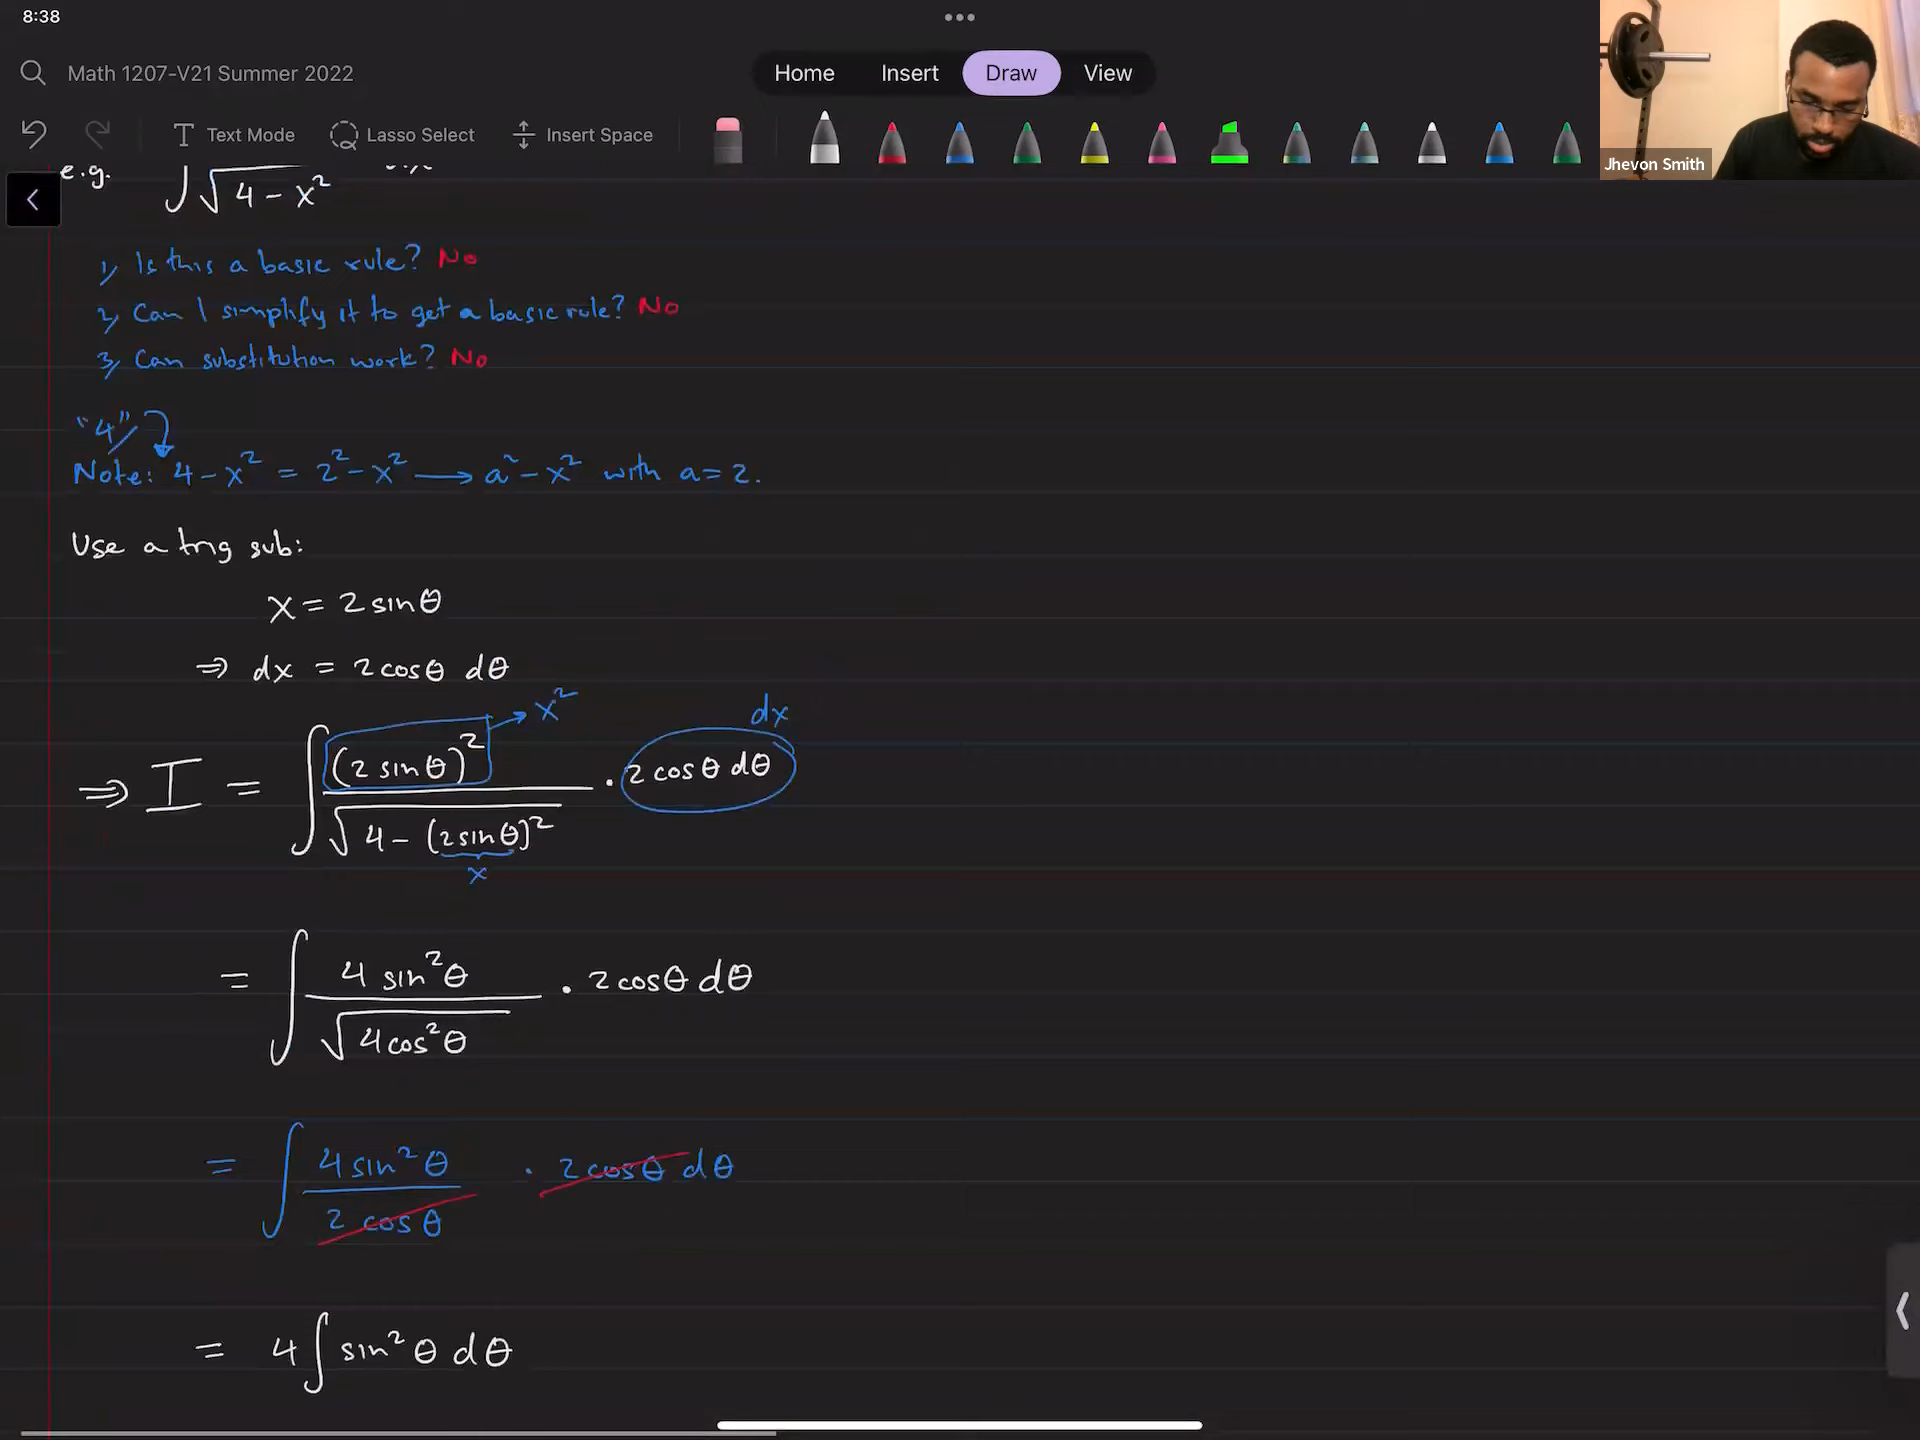 8:38
Math 1207-V21 Summer 2022
Home Insert Draw View
Text Mode Lasso Select Insert Space
Jhevon Smith
e.g. ∫ √4 - x²
1) Is this a basic rule? No
2) Can I simplify it to get a basic rule? No
3) Can substitution work? No
"4)"
Note: 4 - x² = 2² - x² → a² - x² with a = 2.
Use a trig sub:
x = 2 sin θ
⇒ dx = 2 cos θ dθ
x² dx
⇒ I = ∫ (2 sin θ)² / √4 - (2 sin θ)² · 2 cos θ dθ
x
= ∫ 4 sin² θ / √4 cos² θ · 2 cos θ dθ
= ∫ 4 sin² θ / 2 cos θ · 2 cos θ dθ
= 4 ∫ sin² θ dθ